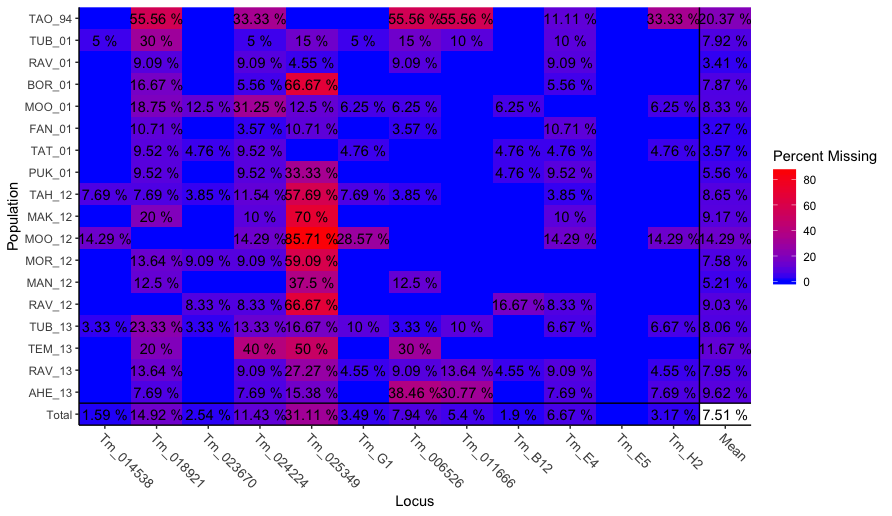 TAO_94 55.56 % 33.33 % 55.56 % 55.56 % 11.11 % 33.33 % 20.37 %
TUB_01 5 % 30 % 5 % 15 % 5 % 15 % 10 % 10 % 7.92 %
RAV_01 9.09 % 9.09 % 4.55 % 9.09 % 9.09 % 3.41 %
BOR_01 16.67 % 5.56 % 66.67 % 5.56 % 7.87 %
MOO_01 18.75 % 12.5 % 31.25 % 12.5 % 6.25 % 6.25 % 6.25 % 6.25 % 8.33 %
FAN_01 10.71 % 3.57 % 10.71 % 3.57 % 10.71 % 3.27 %
TAT_01 9.52 % 4.76 % 9.52 % 4.76 % 4.76 % 4.76 % 4.76 % 3.57 %
PUK_01 9.52 % 9.52 % 33.33 % 4.76 % 9.52 % 5.56 %
TAH_12 7.69 % 7.69 % 3.85 % 11.54 % 57.69 % 7.69 % 3.85 % 3.85 % 8.65 %
MAK_12 20 % 10 % 70 % 10 % 9.17 %
MOO_12 14.29 % 14.29 % 85.71 % 28.57 % 14.29 % 14.29 % 14.29 %
MOR_12 13.64 % 9.09 % 9.09 % 59.09 % 7.58 %
MAN_12 12.5 % 37.5 % 12.5 % 5.21 %
RAV_12 8.33 % 8.33 % 66.67 % 16.67 % 8.33 % 9.03 %
TUB_13 3.33 % 23.33 % 3.33 % 13.33 % 16.67 % 10 % 3.33 % 10 % 6.67 % 6.67 % 8.06 %
TEM_13 20 % 40 % 50 % 30 % 11.67 %
RAV_13 13.64 % 9.09 % 27.27 % 4.55 % 9.09 % 13.64 % 4.55 % 9.09 % 4.55 % 7.95 %
AHE_13 7.69 % 7.69 % 15.38 % 38.46 % 30.77 % 7.69 % 7.69 % 9.62 %
Total 1.59 % 14.92 % 2.54 % 11.43 % 31.11 % 3.49 % 7.94 % 5.4 % 1.9 % 6.67 % 3.17 % 7.51 %
Tm_014538 Tm_018921 Tm_023670 Tm_024224 Tm_025349 Tm_G1 Tm_006526 Tm_011666 Tm_B12 Tm_E4 Tm_E5 Tm_H2 Mean
Locus
Population
Percent Missing
80
60
40
20
0